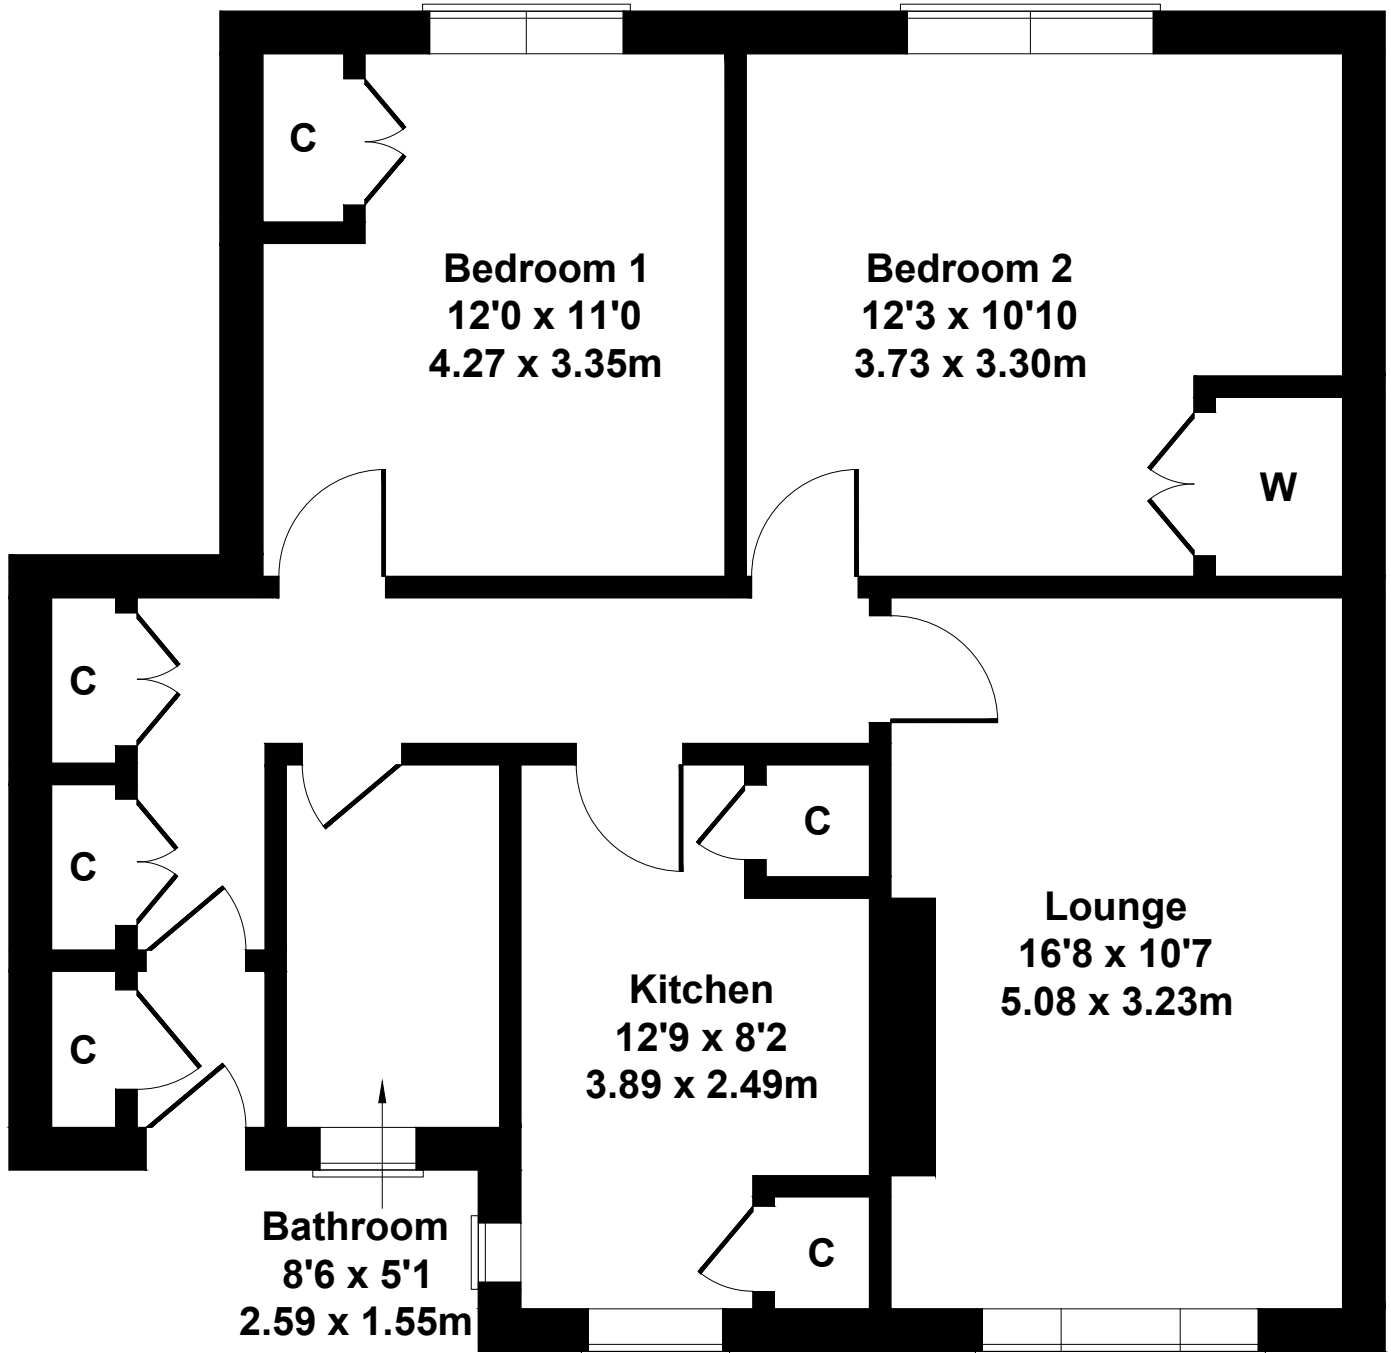 C
Bedroom 1
12'0 x 11'0
4.27 x 3.35m
Bedroom 2
12'3 x 10'10
3.73 x 3.30m
W
C
C
C
C
Lounge
16'8 x 10'7
5.08 x 3.23m
Kitchen
12'9 x 8'2
3.89 x 2.49m
Bathroom
8'6 x 5'1
2.59 x 1.55m
C